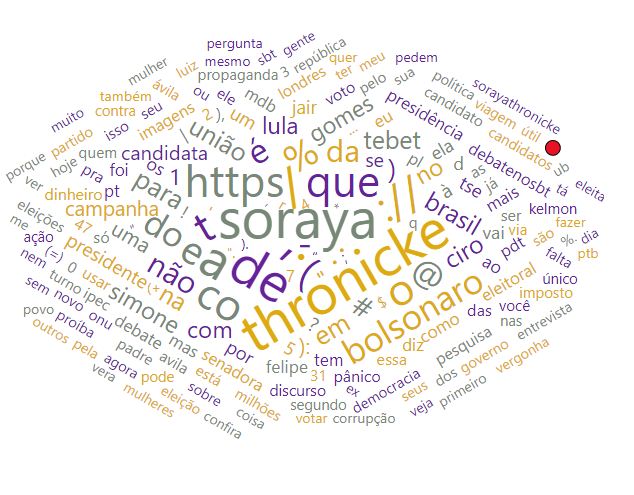 pergunta
mesmo sbt gente
mulher ávila luiz propaganda 3 república quer pedem
também contra ou ele mdb londres ter meu sua
imagens 2 ), um jair voto pelo política sorayathronicke
muito isso seu união lula gomes eu candidato viagem útil
porque partido hoje quem | é % da tebet ... presidência candidatos
ver pra foi os 1 https / que se ) pl ela debatenosbt ub
dinheiro pt candidata para ! no d à as já tá eleita
eleições campanha t soraya :// tse mais kelmon
me 47 uma do é a dé ( brasil ser via fazer
ação só não co thronicke @ q ciro pdt vai são %. dia
nem (=) 0 presidente (+ na o ao falta ptb
sem turno usar simone com em # $ bolsonaro eleitoral único
povo novo ipec debate mas por 5 ): ? como das você imposto
outros proiba onu padre avila senadora tem diz pesquisa nas entrevista
pela agora pode está felipe 31 pânico essa seus dos governo vergonha
vera mulheres eleição sobre milhões discurso ex democracia primeiro
confira coisa segundo votar corrupção veja